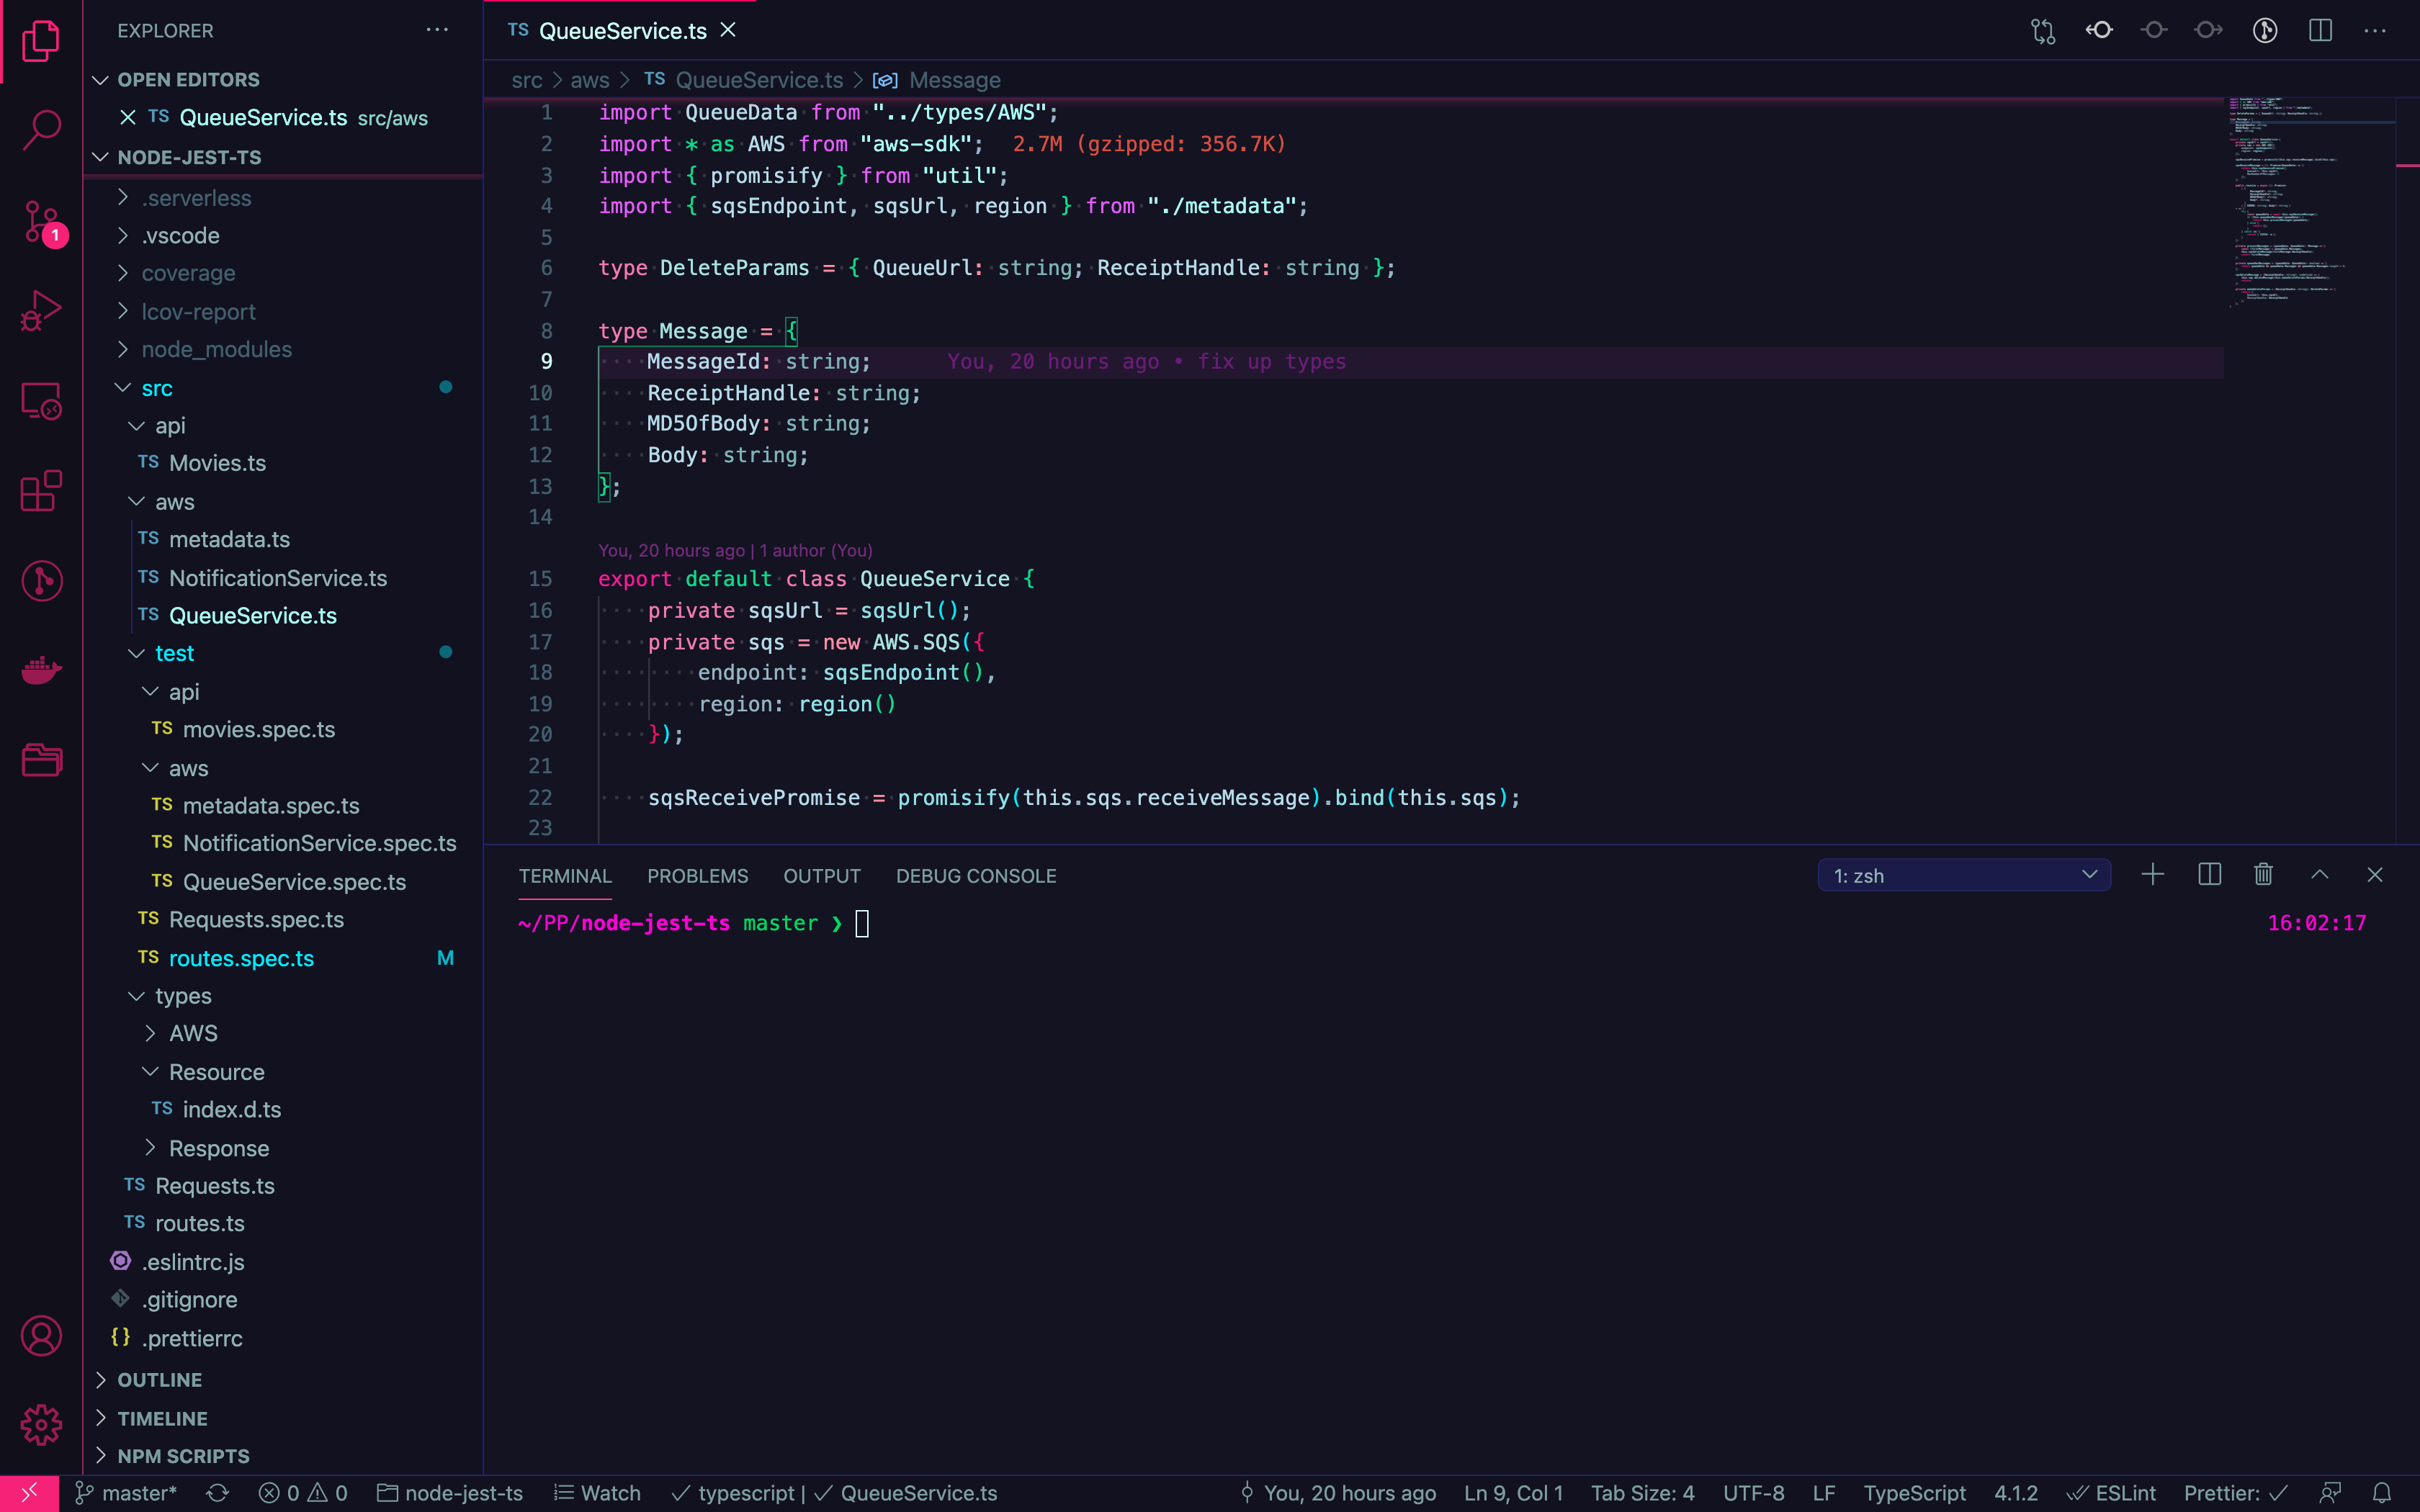 EXPLORER
OPEN EDITORS
TS QueueService.ts src/aws
NODE-JEST-TS
.serverless
.vscode
coverage
lcov-report
node_modules
src
api
TS Movies.ts
aws
TS metadata.ts
TS NotificationService.ts
TS QueueService.ts
test
api
TS movies.spec.ts
aws
TS metadata.spec.ts
TS NotificationService.spec.ts
TS QueueService.spec.ts
TS Requests.spec.ts
TS routes.spec.ts M
types
AWS
Resource
TS index.d.ts
Response
TS Requests.ts
TS routes.ts
.eslintrc.js
.gitignore
{} .prettierrc
OUTLINE
TIMELINE
NPM SCRIPTS
1
TS QueueService.ts
src > aws > TS QueueService.ts > Message
1 import QueueData from "../types/AWS";
2 import * as AWS from "aws-sdk"; 2.7M (gzipped: 356.7K)
3 import { promisify } from "util";
4 import { sqsEndpoint, sqsUrl, region } from "./metadata";
5
6 type DeleteParams = { QueueUrl: string; ReceiptHandle: string };
7
8 type Message = {
9 MessageId: string; You, 20 hours ago • fix up types
10 ReceiptHandle: string;
11 MD5OfBody: string;
12 Body: string;
13 };
14
You, 20 hours ago | 1 author (You)
15 export default class QueueService {
16 private sqsUrl = sqsUrl();
17 private sqs = new AWS.SQS({
18 endpoint: sqsEndpoint(),
19 region: region()
20 });
21
22 sqsReceivePromise = promisify(this.sqs.receiveMessage).bind(this.sqs);
23
TERMINAL PROBLEMS OUTPUT DEBUG CONSOLE 1: zsh
~/PP/node-jest-ts master ❯ 16:02:17
master* 0 0 node-jest-ts Watch ✓ typescript | ✓ QueueService.ts You, 20 hours ago Ln 9, Col 1 Tab Size: 4 UTF-8 LF TypeScript 4.1.2 ESLint Prettier: ✓